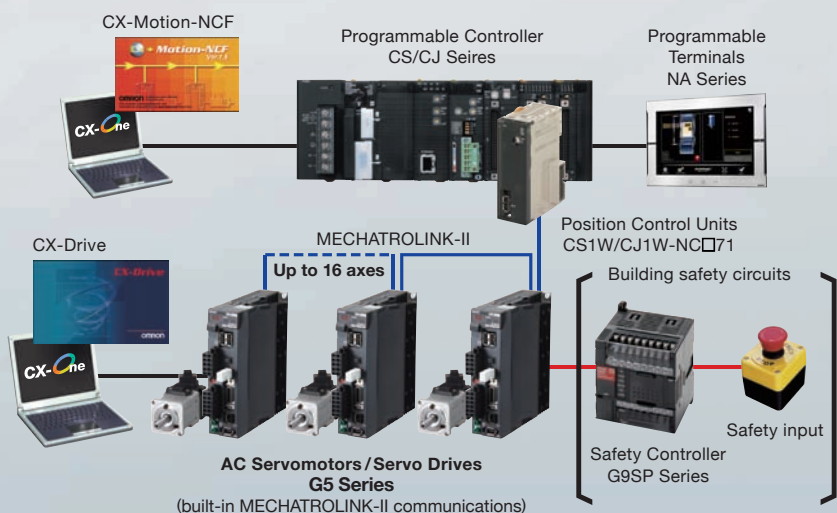 CX-Motion-NCF
Motion-NCF
omron
CX-One
Programmable Controller
CS/CJ Seires
Programmable
Terminals
NA Series
Position Control Units
CS1W/CJ1W-NC□71
MECHATROLINK-II
Up to 16 axes
CX-Drive
CX-Drive
omron
CX-One
Building safety circuits
Safety input
Safety Controller
G9SP Series
AC Servomotors/Servo Drives
G5 Series
(built-in MECHATROLINK-II communications)